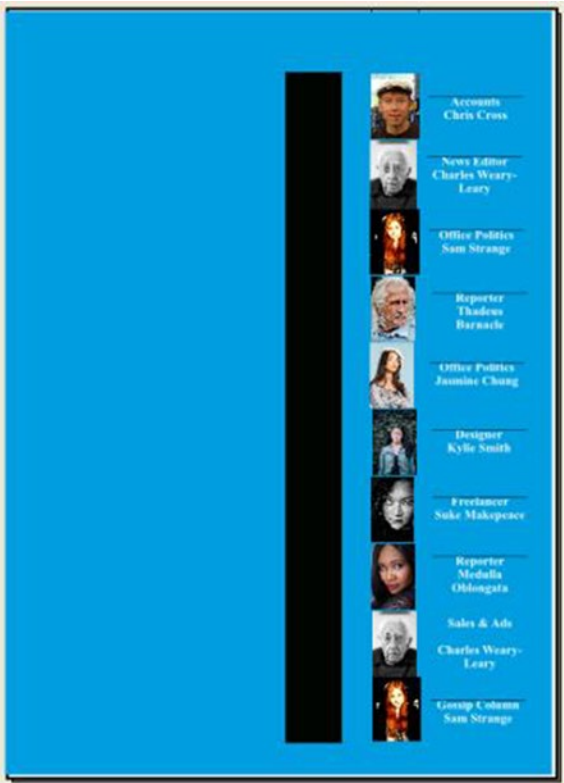 Accounts
Chris Cross
News Editor
Charles Weary-
Leary
Office Politics
Sam Strange
Reporter
Thadeus
Barnacle
Office Politics
Jasmine Chung
Designer
Kylie Smith
Freelancer
Suke Makepeace
Reporter
Medulla
Oblongata
Sales & Ads
Charles Weary-
Leary
Gossip Column
Sam Strange